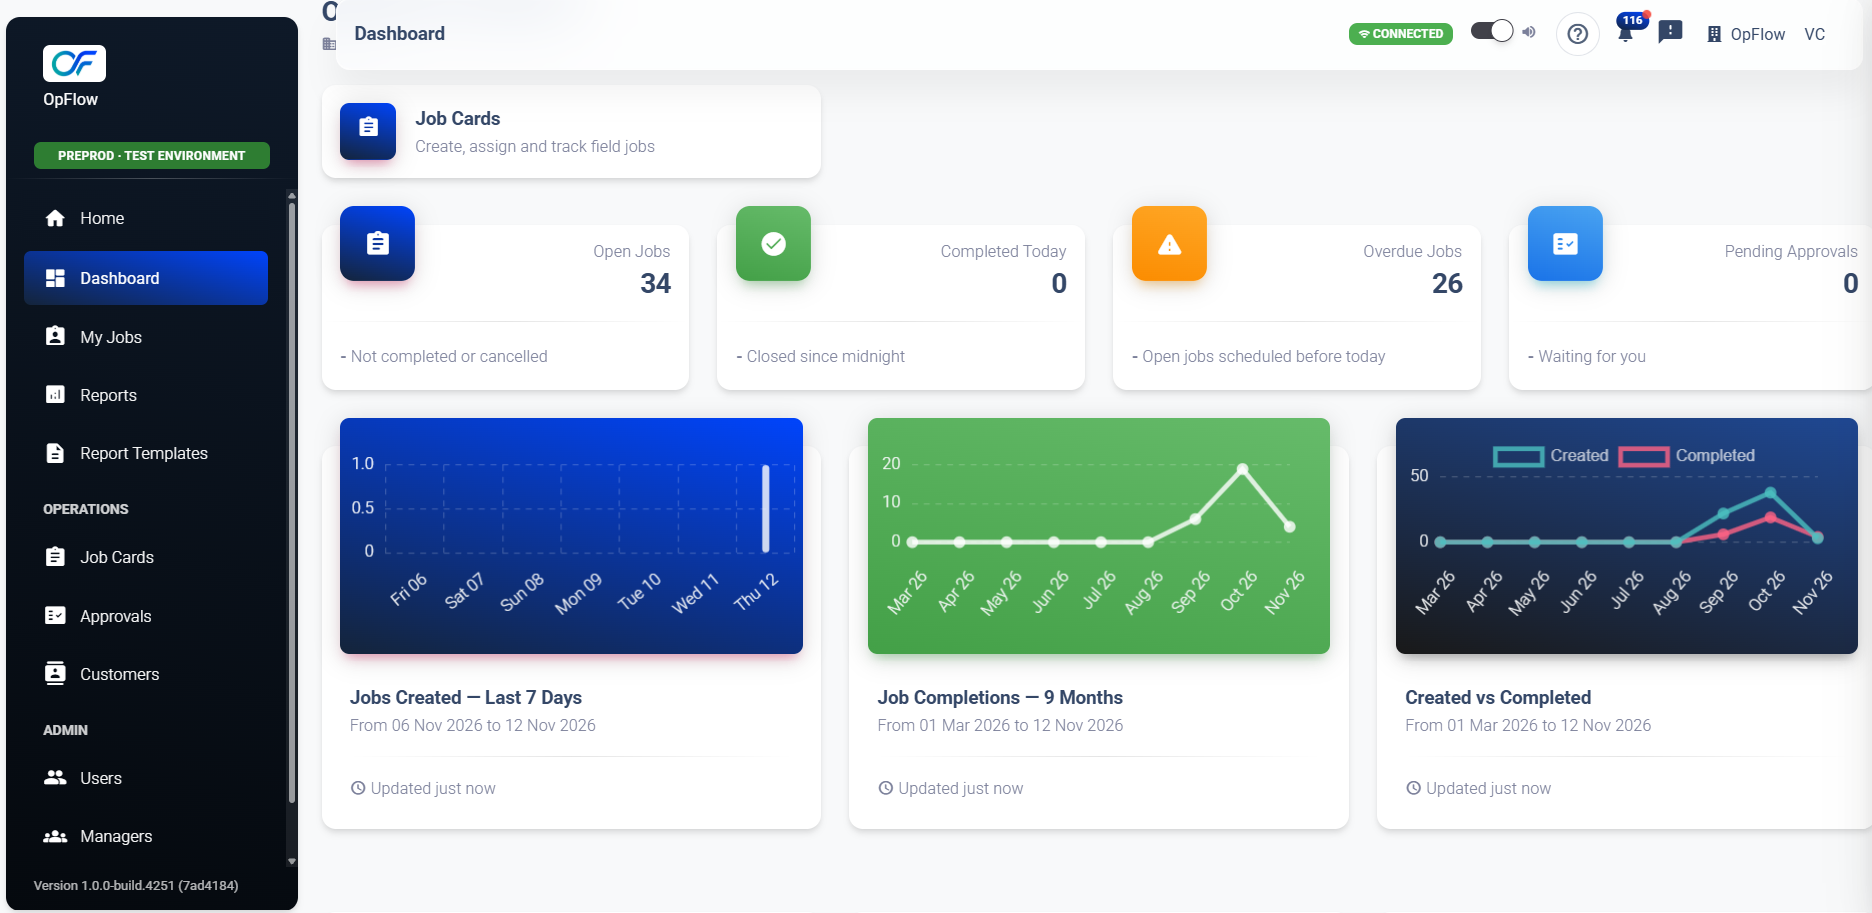 OpFlow
PREPROD - TEST ENVIRONMENT
Home
Dashboard
My Jobs
Reports
Report Templates
OPERATIONS
Job Cards
Approvals
Customers
ADMIN
Users
Managers
Version 1.0.0-build.4251 (7ad4184)
Dashboard
CONNECTED
116
OpFlow
VC
Job Cards
Create, assign and track field jobs
Open Jobs
34
- Not completed or cancelled
Completed Today
0
- Closed since midnight
Overdue Jobs
26
- Open jobs scheduled before today
Pending Approvals
0
- Waiting for you
1.0
0.5
0
Fri 06
Sat 07
Sun 08
Mon 09
Tue 10
Wed 11
Thu 12
Jobs Created — Last 7 Days
From 06 Nov 2026 to 12 Nov 2026
Updated just now
20
10
0
Mar 26
Apr 26
May 26
Jun 26
Jul 26
Aug 26
Sep 26
Oct 26
Nov 26
Job Completions — 9 Months
From 01 Mar 2026 to 12 Nov 2026
Updated just now
Created
Completed
50
0
Mar 26
Apr 26
May 26
Jun 26
Jul 26
Aug 26
Sep 26
Oct 26
Nov 26
Created vs Completed
From 01 Mar 2026 to 12 Nov 2026
Updated just now